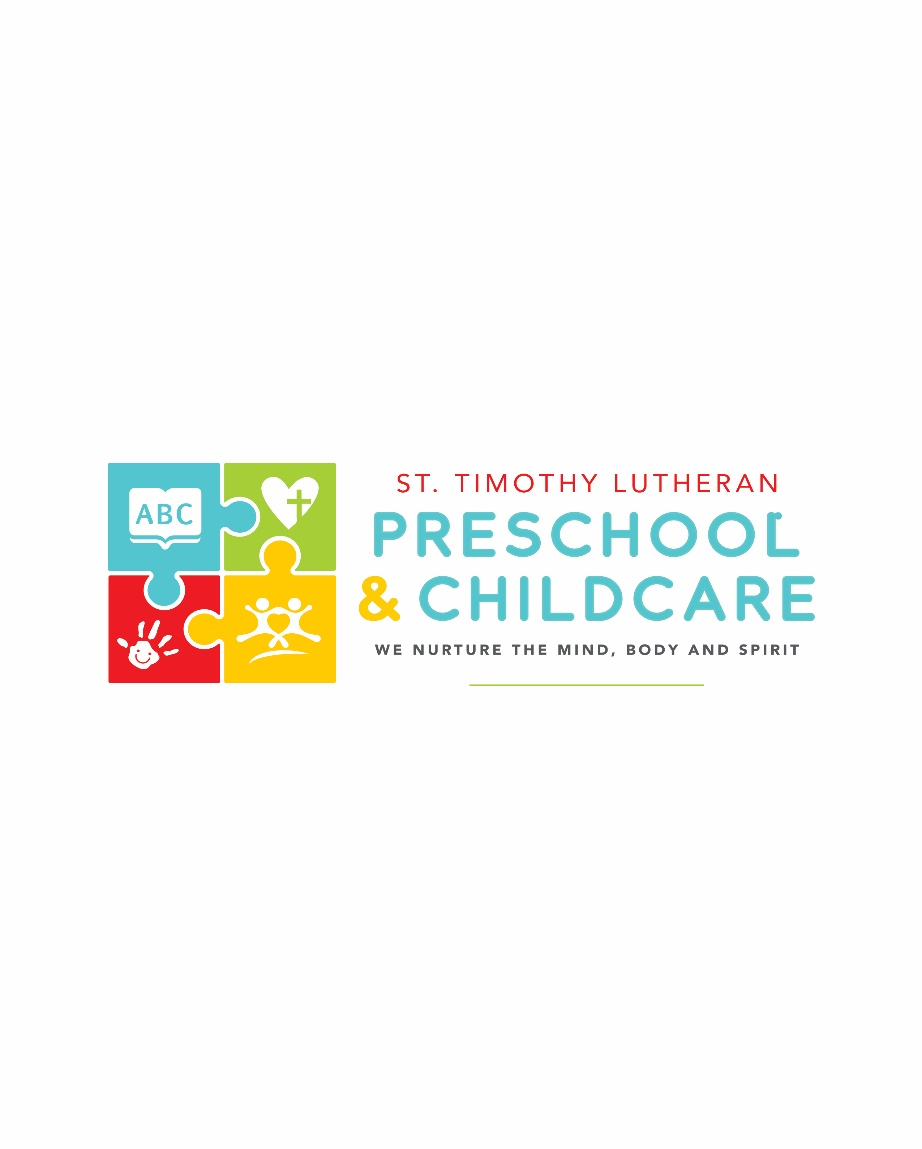 ABC
ST. TIMOTHY LUTHERAN
PRESCHOOL
& CHILDCARE
WE NURTURE THE MIND, BODY AND SPIRIT